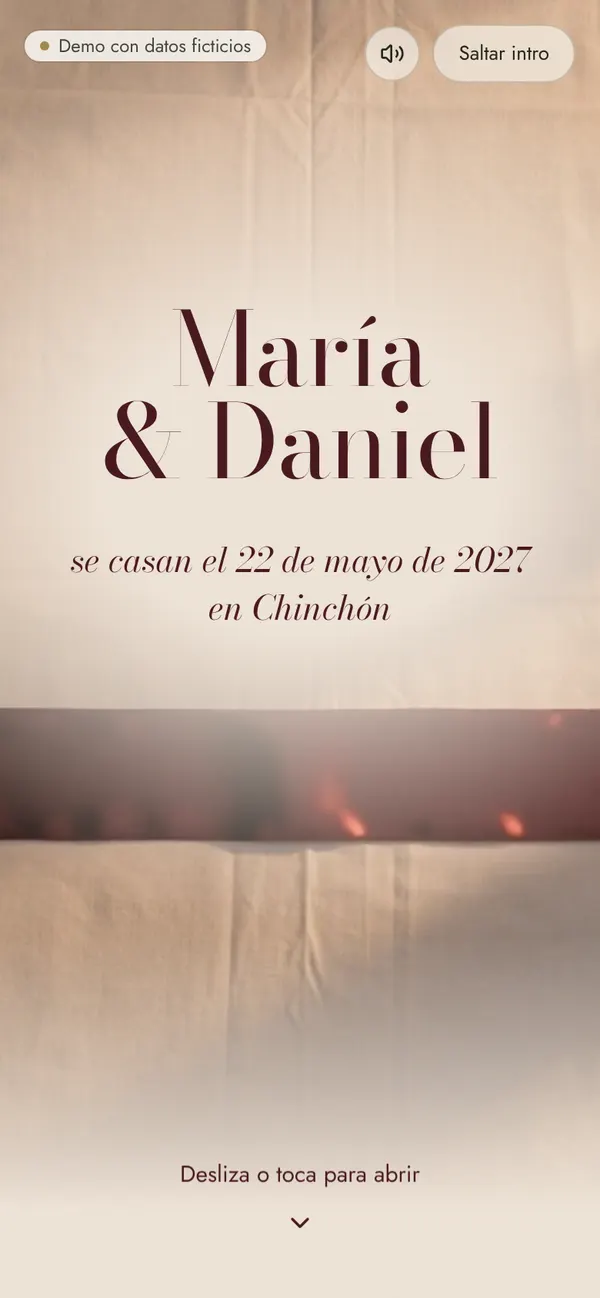 Demo con datos ficticios
Saltar intro
María
& Daniel
se casan el 22 de mayo de 2027
en Chinchón
Desliza o toca para abrir